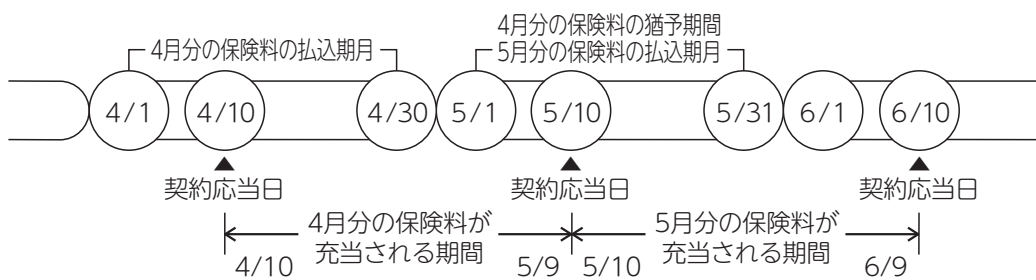 4月分の保険料の猶予期間
4月分の保険料の払込期月
5月分の保険料の払込期月
4/1
4/10
4/30
5/1
5/10
5/31
6/1
6/10
契約応当日
契約応当日
契約応当日
4月分の保険料が
充当される期間
5月分の保険料が
充当される期間
4/10
5/9
5/10
6/9